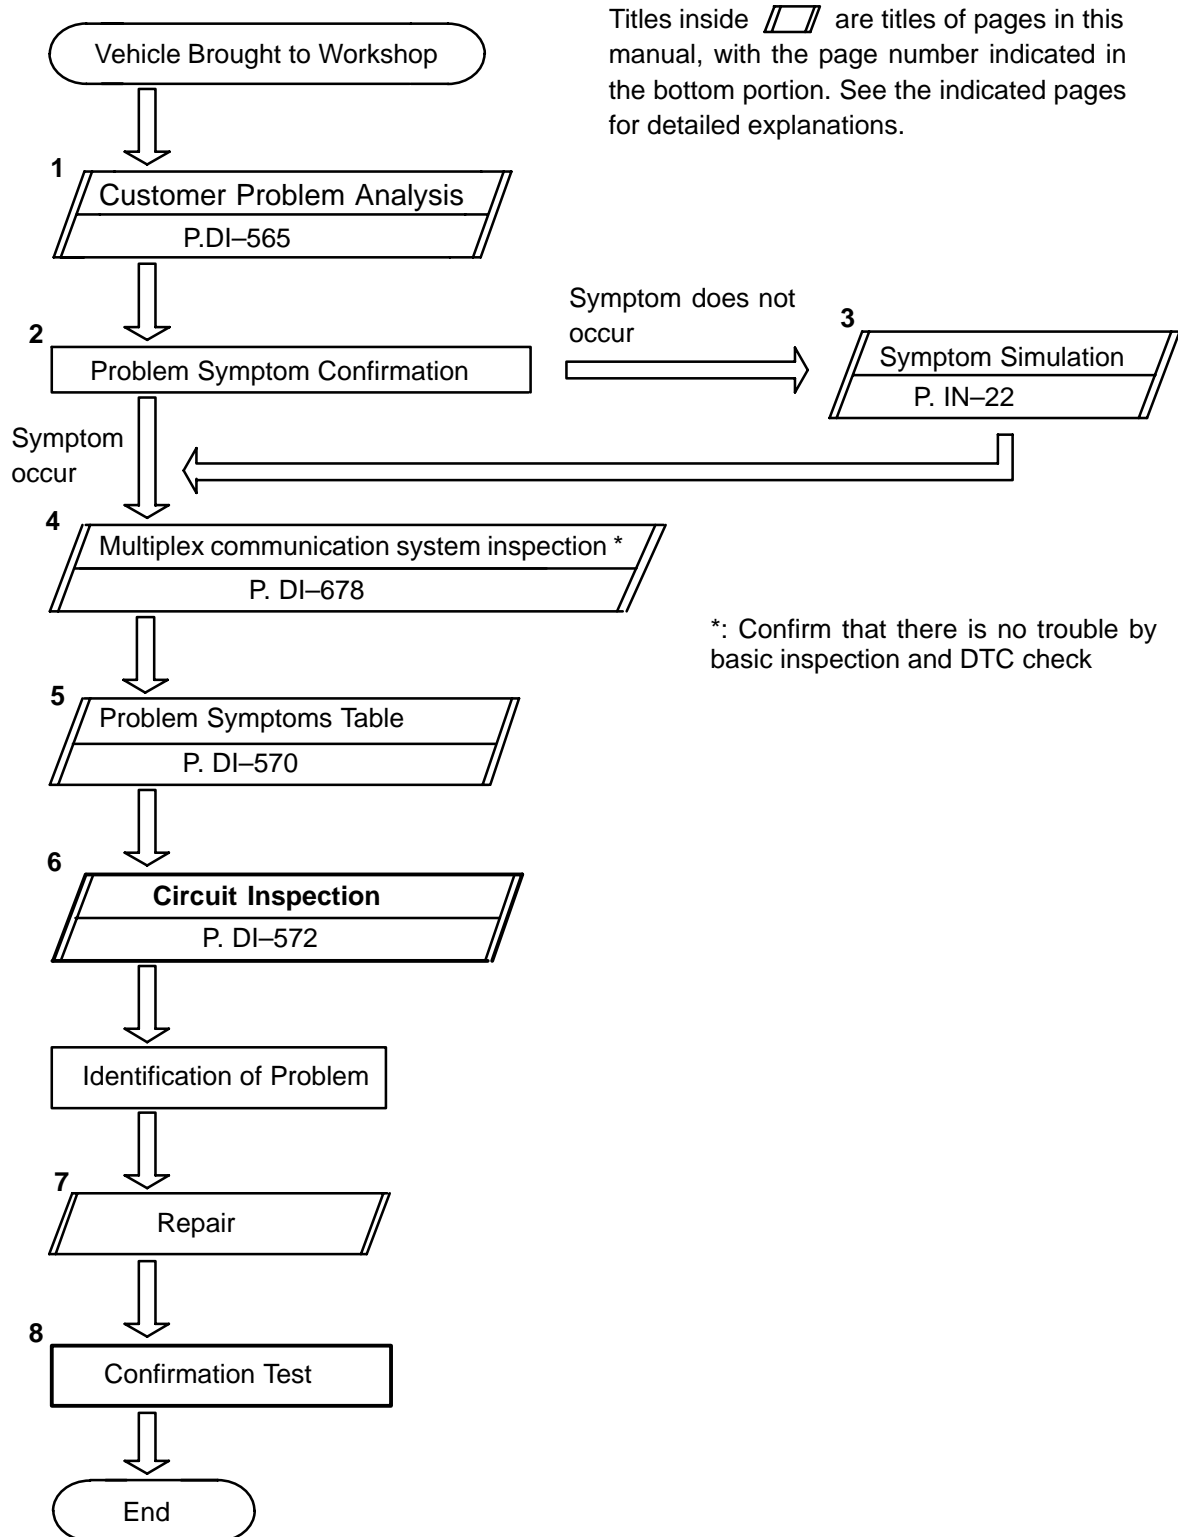 Titles inside are titles of pages in this
manual, with the page number indicated in
the bottom portion. See the indicated pages
for detailed explanations.
Vehicle Brought to Workshop
1
Customer Problem Analysis
P.DI–565
2
Problem Symptom Confirmation
Symptom does not
occur
3
Symptom Simulation
P. IN–22
Symptom
occur
4
Multiplex communication system inspection *
P. DI–678
*: Confirm that there is no trouble by
basic inspection and DTC check
5
Problem Symptoms Table
P. DI–570
6
Circuit Inspection
P. DI–572
Identification of Problem
7
Repair
8
Confirmation Test
End